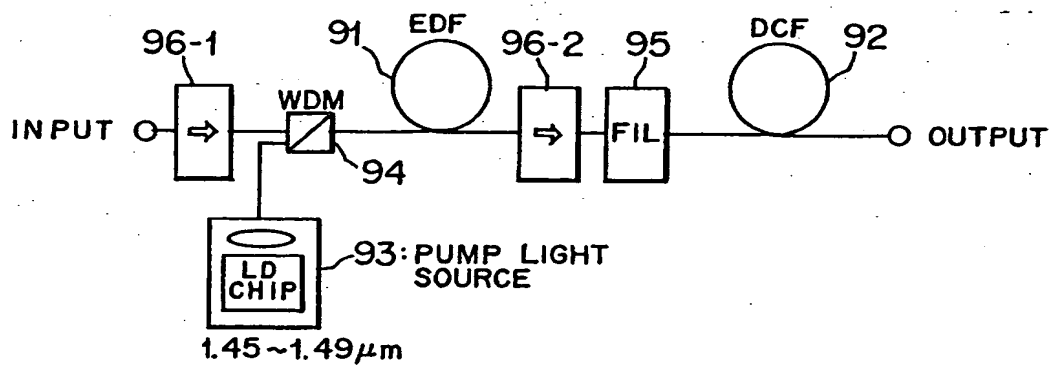 EDF
DCF
91
96-2
95
92
96-1
WDM
INPUT
⇨
⇨
FIL
OUTPUT
94
LD
CHIP
93: PUMP LIGHT
SOURCE
1.45~1.49μm